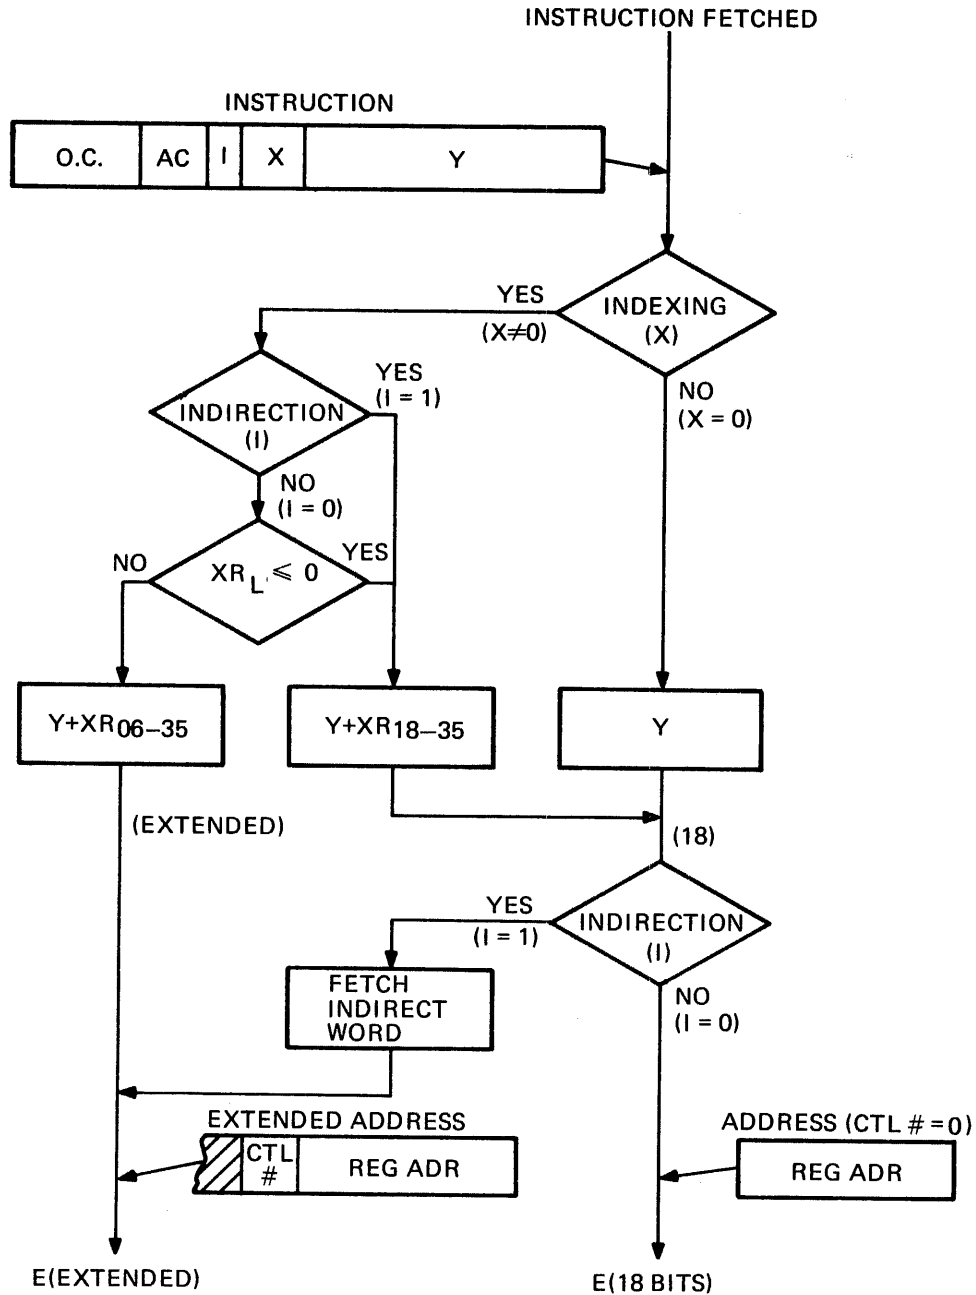 INSTRUCTION FETCHED
INSTRUCTION
O.C. AC I X Y
INDEXING
(X)
YES
(X≠0)
NO
(X = 0)
INDIRECTION
(I)
YES
(I = 1)
NO
(I = 0)
XRL ≤ 0
NO
YES
Y+XR06–35
Y+XR18–35
Y
(EXTENDED)
(18)
INDIRECTION
(I)
YES
(I = 1)
NO
(I = 0)
FETCH
INDIRECT
WORD
EXTENDED ADDRESS
CTL
#
REG ADR
ADDRESS (CTL # = 0)
REG ADR
E(EXTENDED)
E(18 BITS)